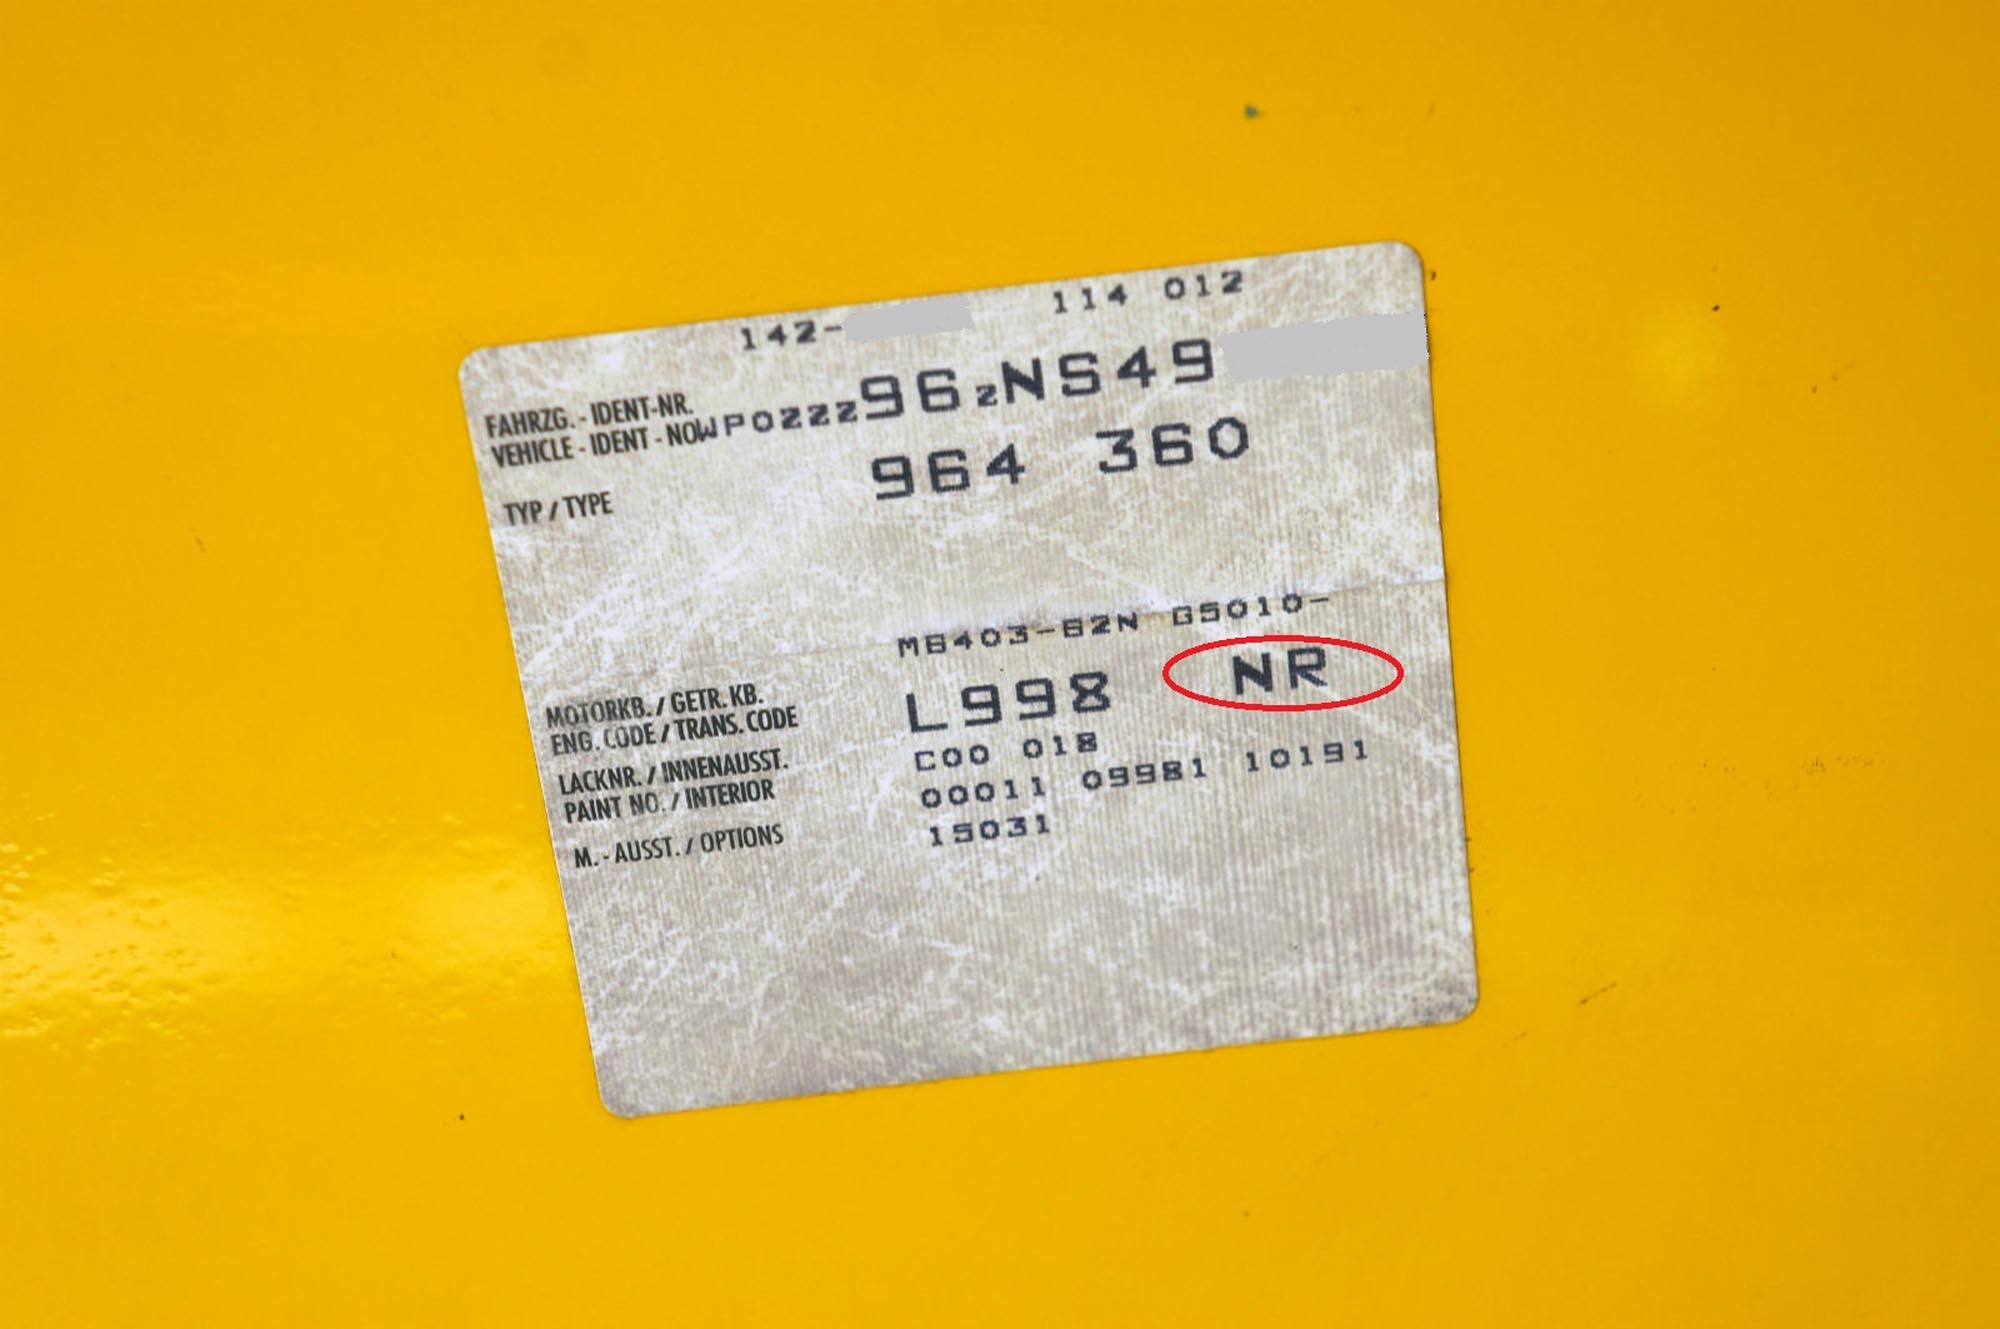 142- 114 012
FAHRZG. - IDENT-NR.
VEHICLE - IDENT - NO WP0ZZZ96ZNS49
TYP / TYPE 964 360
M6403-62N G5010-
MOTORKB. / GETR. KB.
ENG. CODE / TRANS. CODE L998 NR
LACKNR. / INNENAUSST. C00 018
PAINT NO. / INTERIOR 00011 09981 10191
M. - AUSST. / OPTIONS 15031